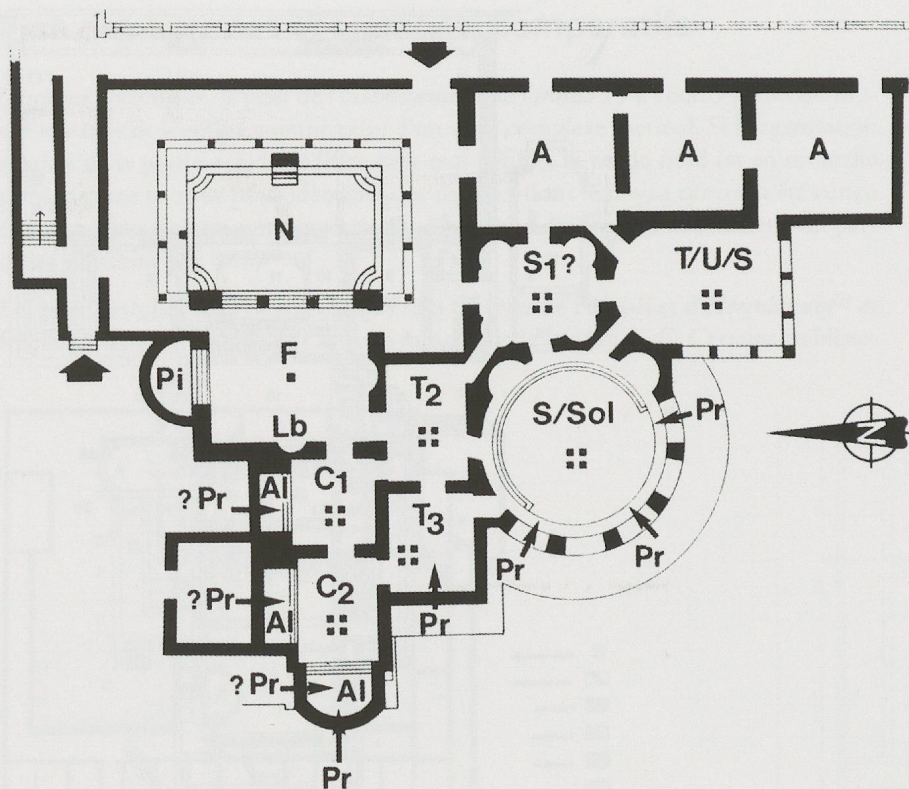 A A A
N S1? T/U/S
Pi F T2 S/Sol Pr
Lb
Al C1
?Pr T3
Pr Pr
C2
?Pr Al Pr
?Pr Al
Pr
N